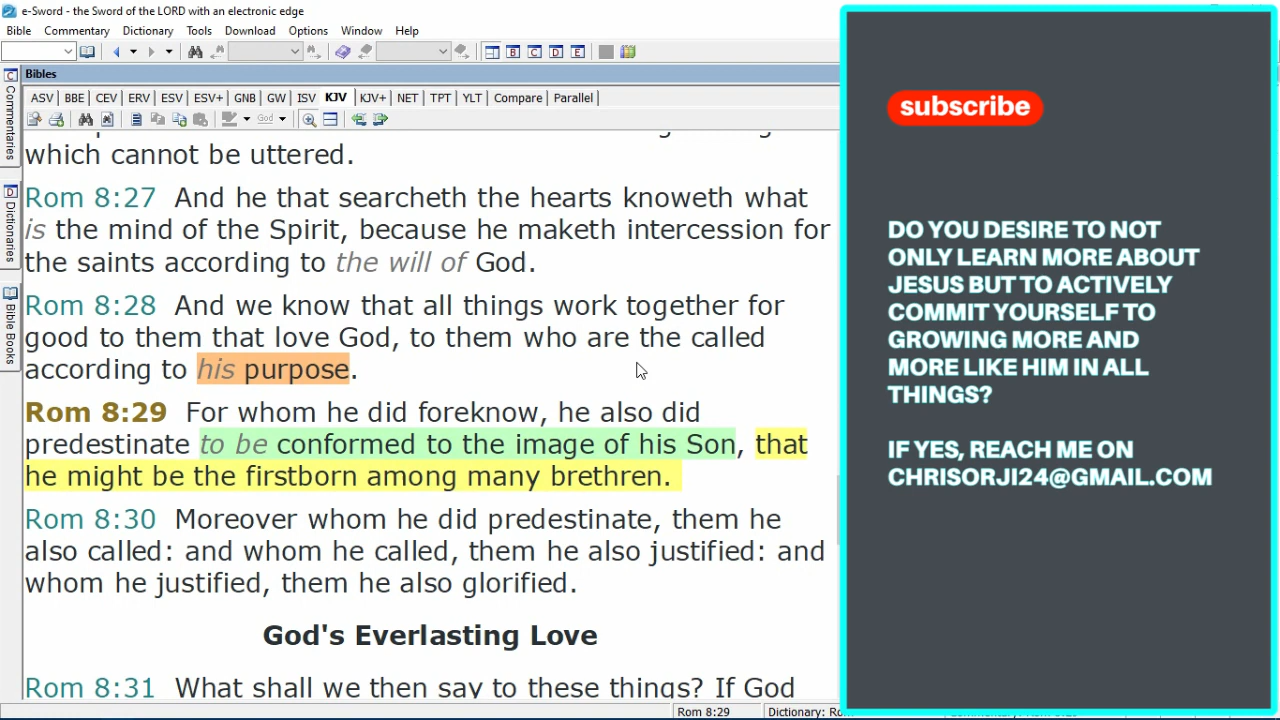 e-Sword - the Sword of the LORD with an electronic edge
Bible Commentary Dictionary Tools Download Options Window Help
Bibles
ASV BBE CEV ERV ESV ESV+ GNB GW ISV KJV KJV+ NET TPT YLT Compare Parallel
God
Commentaries
Dictionaries
Bible Books
which cannot be uttered.
Rom 8:27 And he that searcheth the hearts knoweth what
is the mind of the Spirit, because he maketh intercession for
the saints according to the will of God.
Rom 8:28 And we know that all things work together for
good to them that love God, to them who are the called
according to his purpose.
Rom 8:29 For whom he did foreknow, he also did
predestinate to be conformed to the image of his Son, that
he might be the firstborn among many brethren.
Rom 8:30 Moreover whom he did predestinate, them he
also called: and whom he called, them he also justified: and
whom he justified, them he also glorified.
God's Everlasting Love
Rom 8:31 What shall we then say to these things? If God
Rom 8:29 Dictionary:
subscribe
DO YOU DESIRE TO NOT
ONLY LEARN MORE ABOUT
JESUS BUT TO ACTIVELY
COMMIT YOURSELF TO
GROWING MORE AND
MORE LIKE HIM IN ALL
THINGS?
IF YES, REACH ME ON
CHRISORJI24@GMAIL.COM